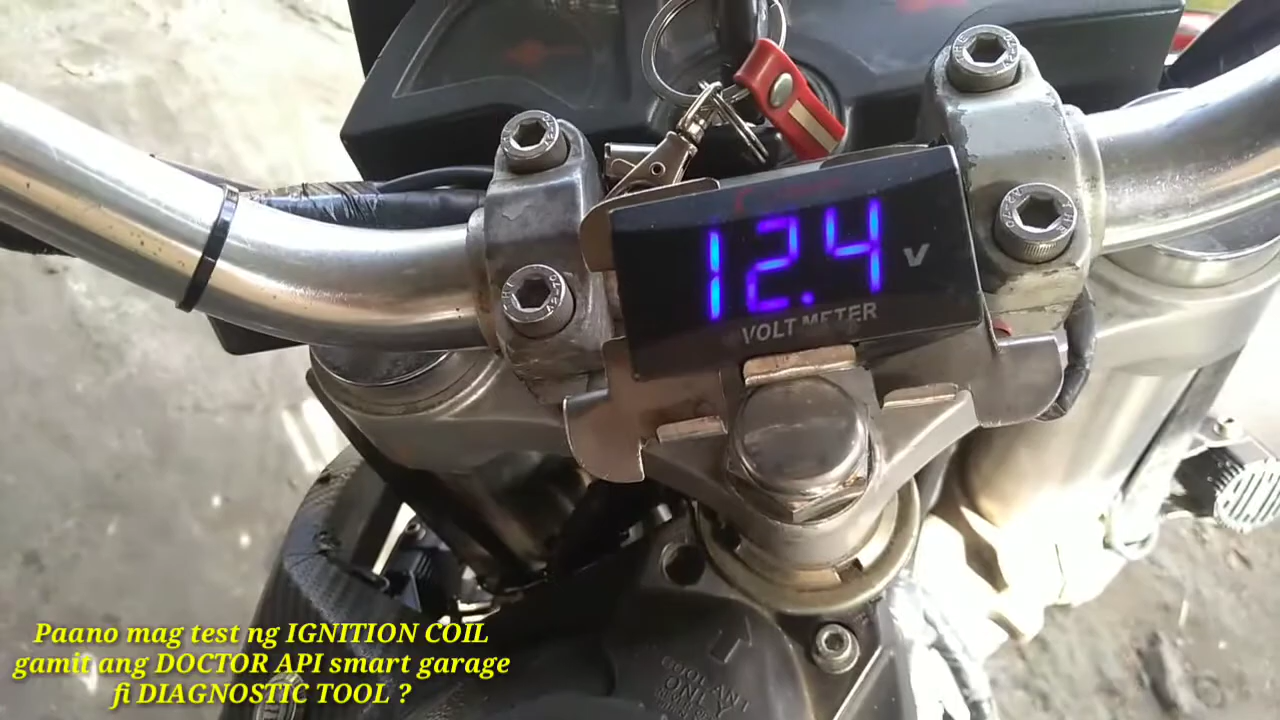 12.4 V
VOLT METER
Paano mag test ng IGNITION COIL
gamit ang DOCTOR API smart garage
fi DIAGNOSTIC TOOL ?